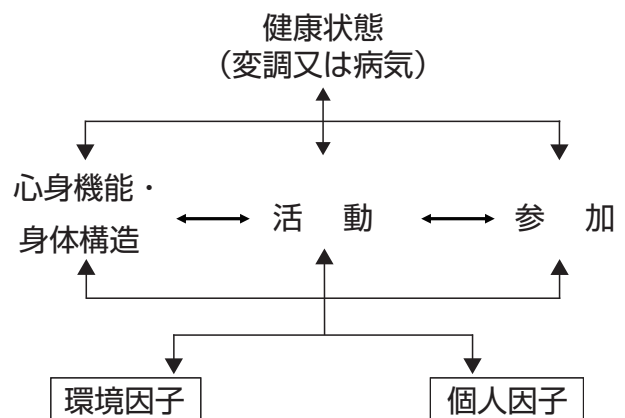 健康状態
（変調又は病気）
心身機能・
身体構造
活　動
参　加
環境因子
個人因子